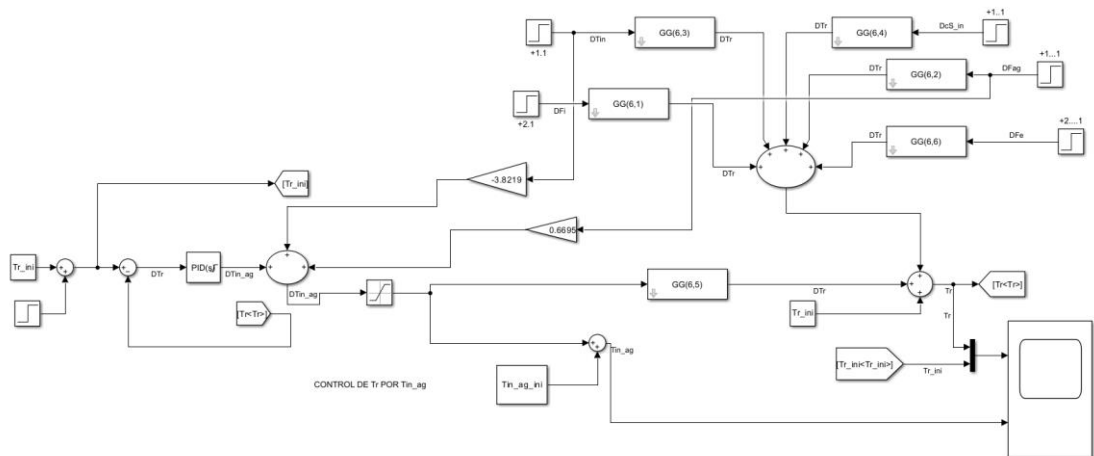 +1..1
+1.1
DTin
GG(6,3)
DTr
DTr
GG(6,4)
DcS_in
+1...1
DTr
GG(6,2)
DFag
+2.1
DFi
GG(6,1)
DTr
DTr
GG(6,6)
DFe
+2....1
[Tr_ini]
-3.8219
0.6695
Tr_ini
DTr
PID(s)
DTin_ag
DTin_ag
[Tr<Tr>]
GG(6,5)
DTr
Tr_ini
Tr
Tr
[Tr<Tr>]
Tin_ag
[Tr_ini<Tr_ini>]
Tr_ini
Tin_ag_ini
CONTROL DE Tr POR Tin_ag